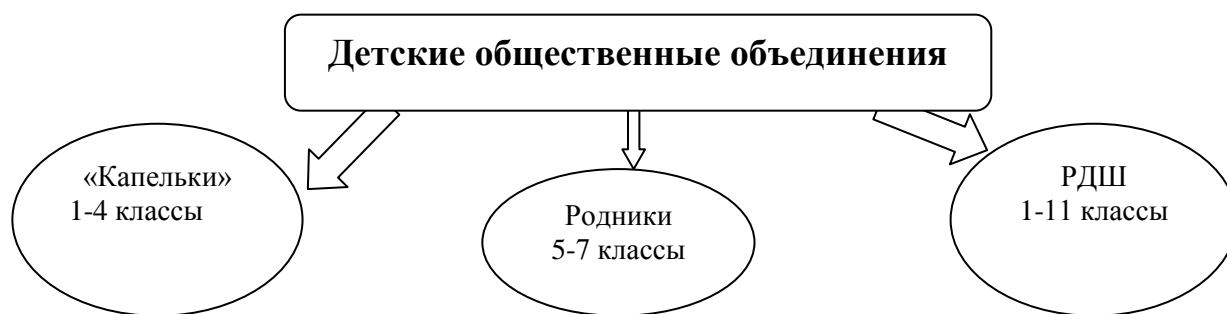 Детские общественные объединения
«Капельки»
1-4 классы
Родники
5-7 классы
РДШ
1-11 классы